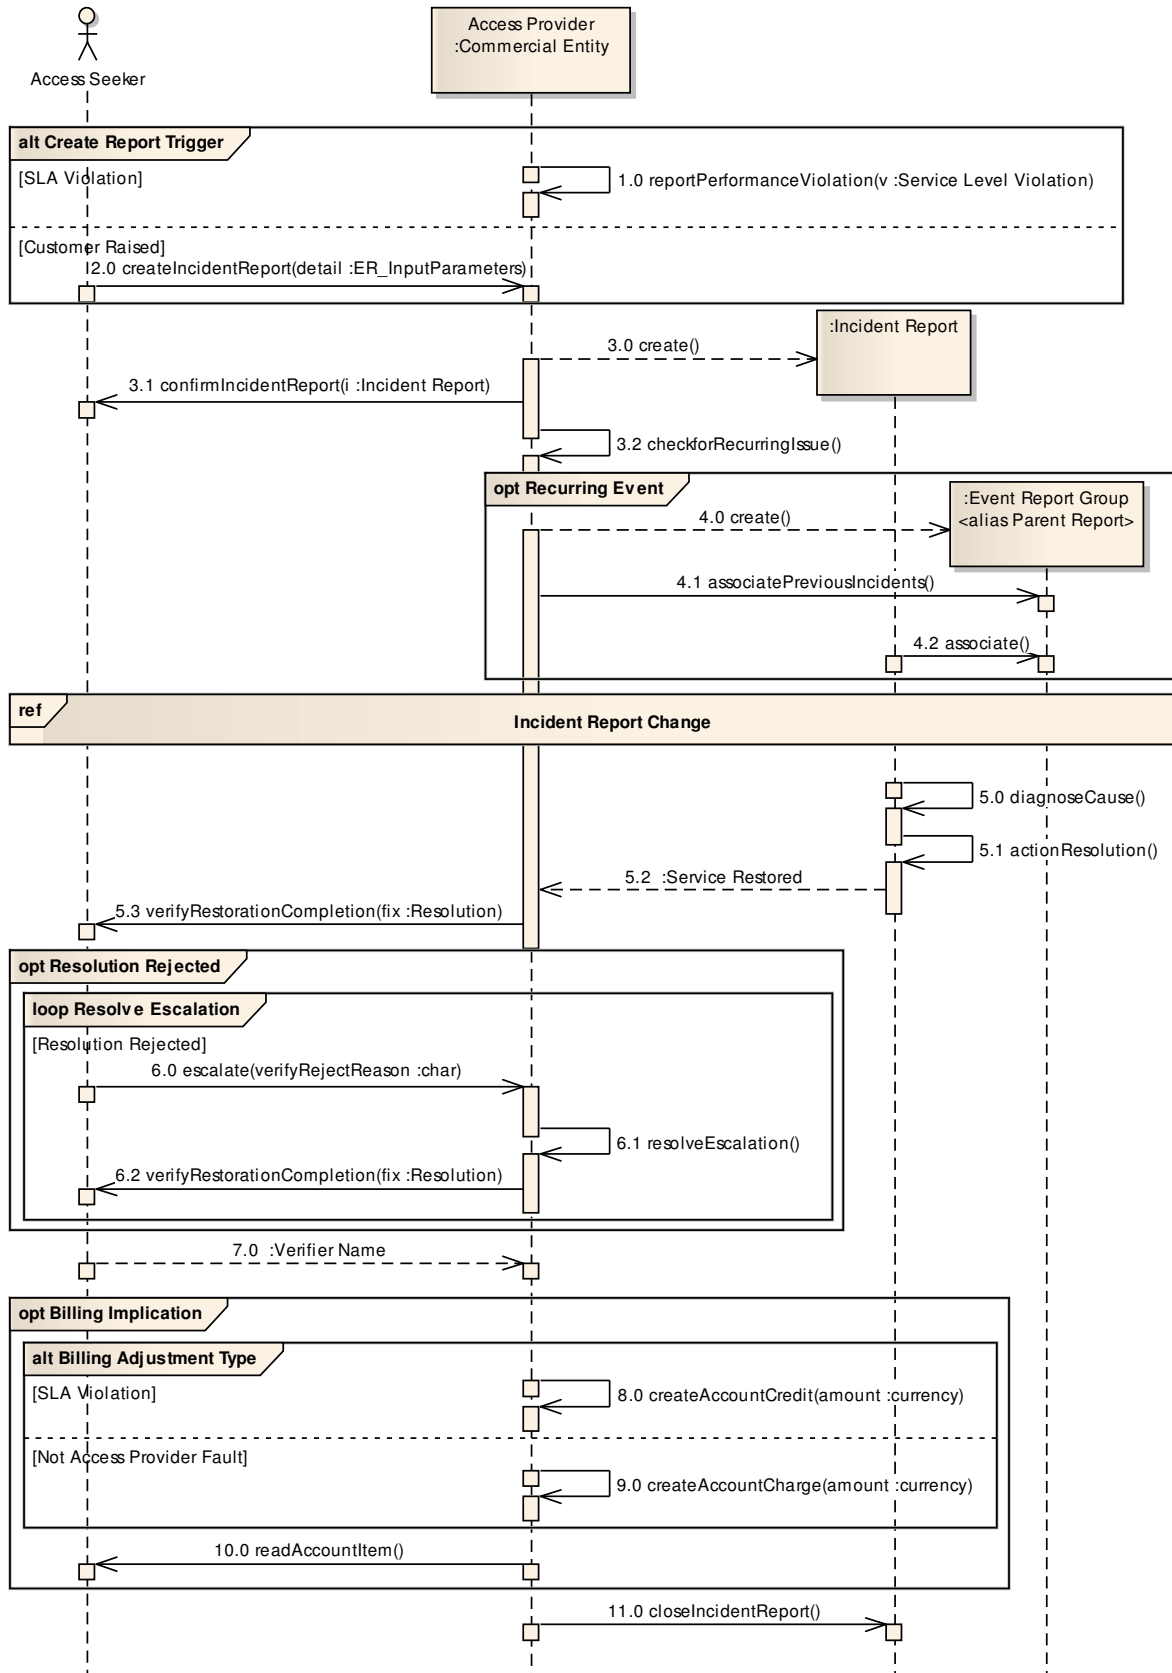 Access Seeker
Access Provider
:Commercial Entity
alt Create Report Trigger
[SLA Violation]
1.0 reportPerformanceViolation(v :Service Level Violation)
[Customer Raised]
2.0 createIncidentReport(detail :ER_InputParameters)
:Incident Report
3.0 create()
3.1 confirmIncidentReport(i :Incident Report)
3.2 checkforRecurringIssue()
opt Recurring Event
:Event Report Group
<alias Parent Report>
4.0 create()
4.1 associatePreviousIncidents()
4.2 associate()
ref
Incident Report Change
5.0 diagnoseCause()
5.1 actionResolution()
5.2 :Service Restored
5.3 verifyRestorationCompletion(fix :Resolution)
opt Resolution Rejected
loop Resolve Escalation
[Resolution Rejected]
6.0 escalate(verifyRejectReason :char)
6.1 resolveEscalation()
6.2 verifyRestorationCompletion(fix :Resolution)
7.0 :Verifier Name
opt Billing Implication
alt Billing Adjustment Type
[SLA Violation]
8.0 createAccountCredit(amount :currency)
[Not Access Provider Fault]
9.0 createAccountCharge(amount :currency)
10.0 readAccountItem()
11.0 closeIncidentReport()